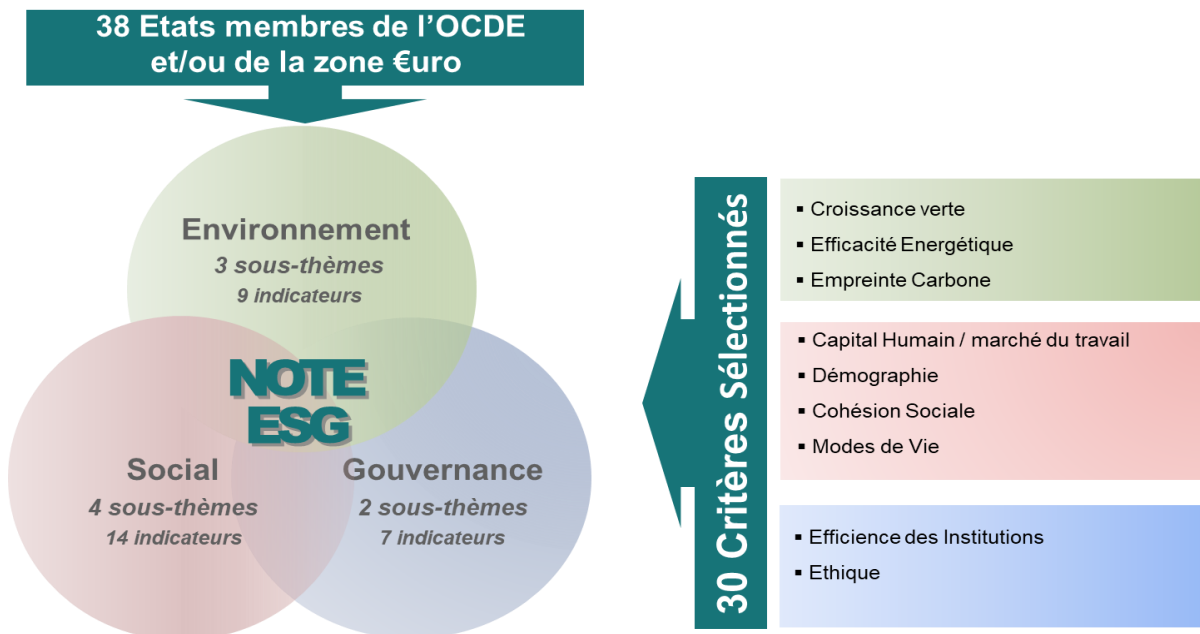 38 Etats membres de l’OCDE
et/ou de la zone €uro
Environnement
3 sous-thèmes
9 indicateurs
NOTE
ESG
Social
4 sous-thèmes
14 indicateurs
Gouvernance
2 sous-thèmes
7 indicateurs
30 Critères Sélectionnés
▪ Croissance verte
▪ Efficacité Energétique
▪ Empreinte Carbone
▪ Capital Humain / marché du travail
▪ Démographie
▪ Cohésion Sociale
▪ Modes de Vie
▪ Efficience des Institutions
▪ Ethique